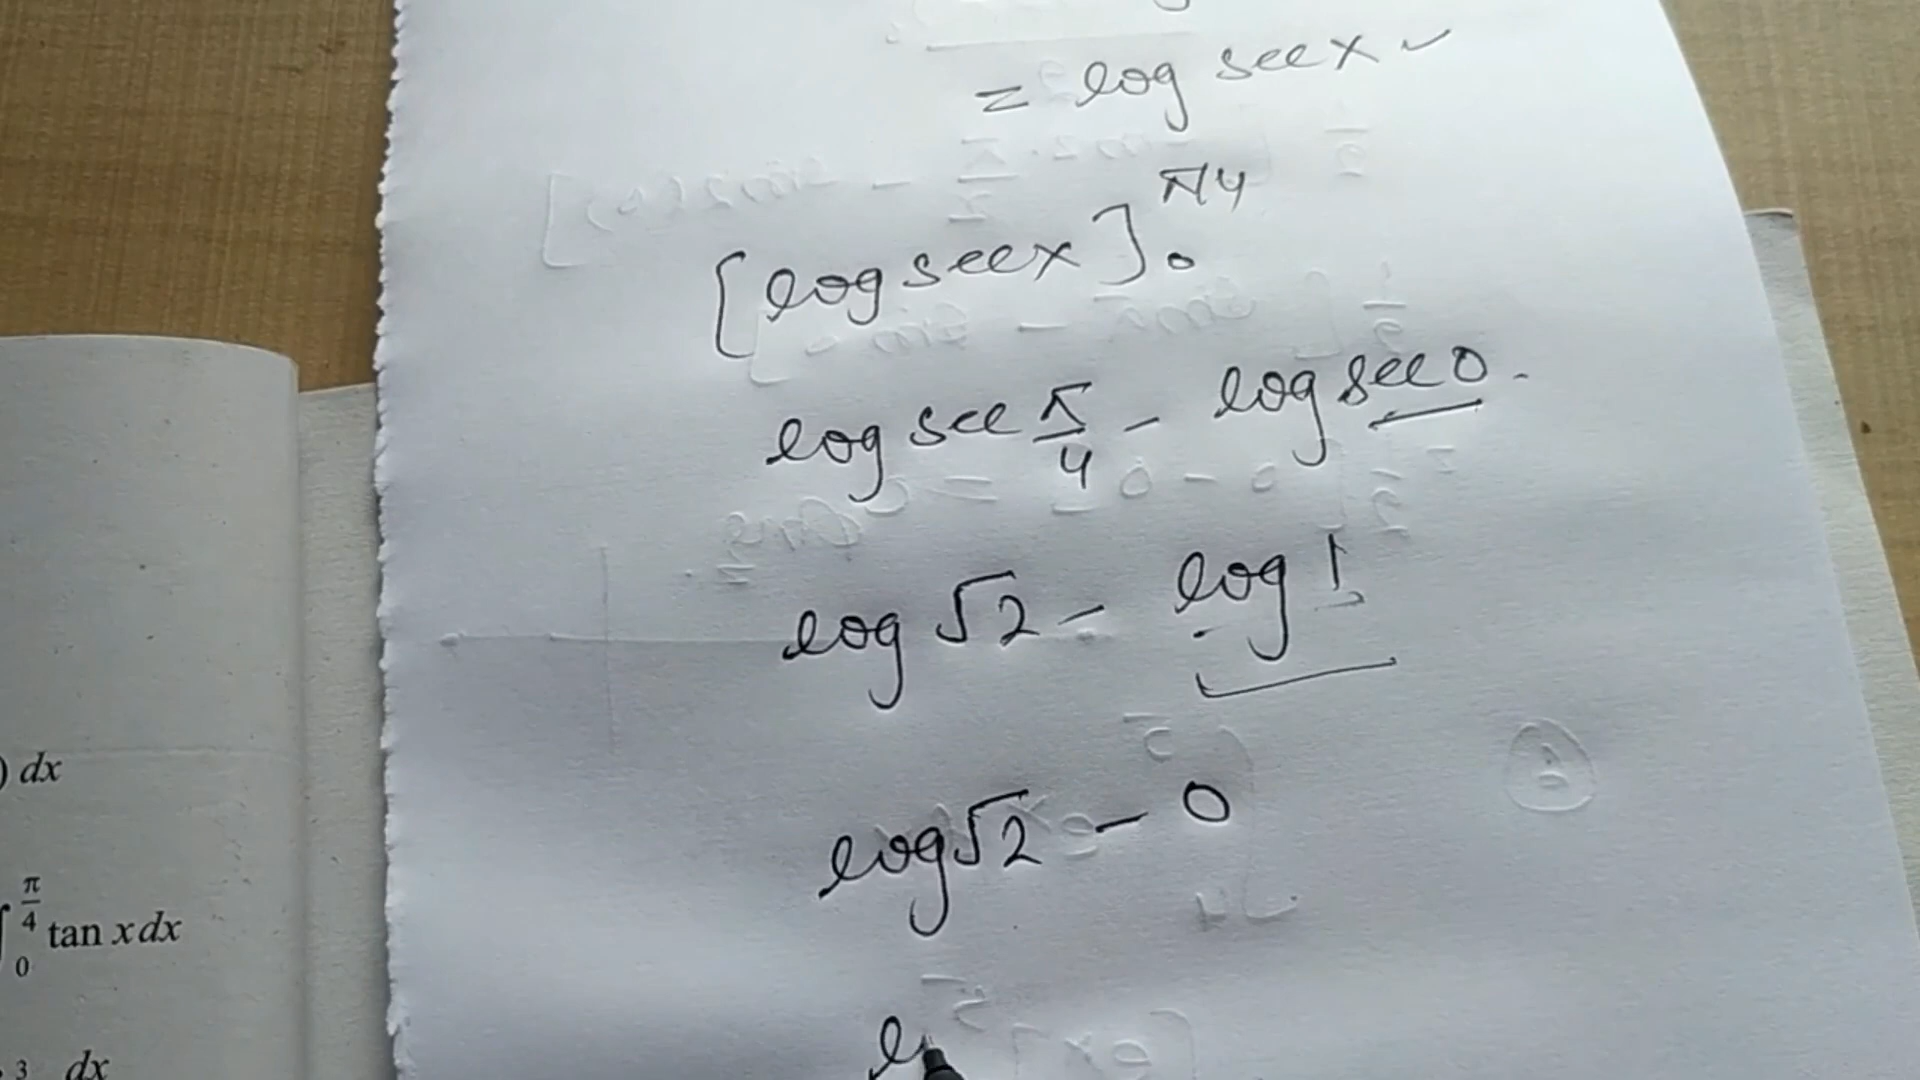 = log sec x
[log sec x]₀^π/4
log sec π/4 - log sec 0.
log √2 - log 1
log √2 - 0
) dx
∫₀^π/4 tan x dx
3 dx